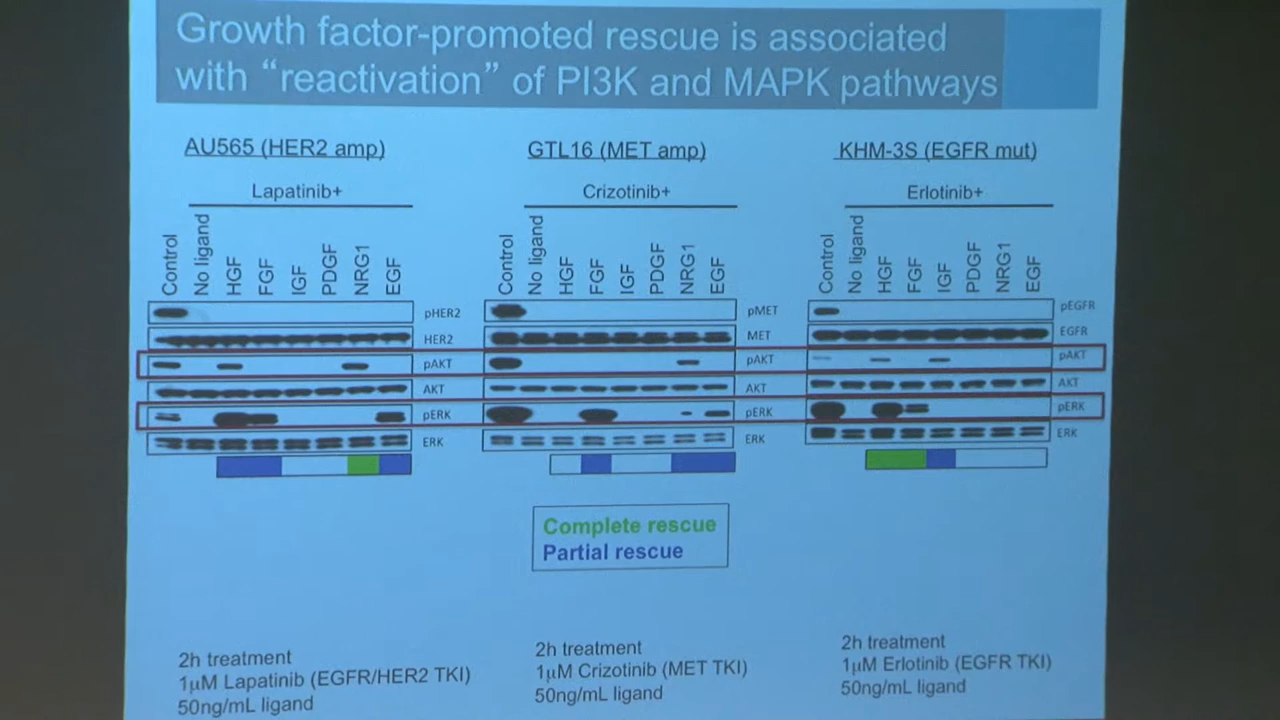 Growth factor-promoted rescue is associated
with “reactivation” of PI3K and MAPK pathways
AU565 (HER2 amp)
Lapatinib+
Control
No ligand
HGF
FGF
IGF
PDGF
NRG1
EGF
pHER2
HER2
pAKT
AKT
pERK
ERK
GTL16 (MET amp)
Crizotinib+
Control
No ligand
HGF
FGF
IGF
PDGF
NRG1
EGF
pMET
MET
pAKT
AKT
pERK
ERK
KHM-3S (EGFR mut)
Erlotinib+
Control
No ligand
HGF
FGF
IGF
PDGF
NRG1
EGF
pEGFR
EGFR
pAKT
AKT
pERK
ERK
Complete rescue
Partial rescue
2h treatment
1µM Lapatinib (EGFR/HER2 TKI)
50ng/mL ligand
2h treatment
1µM Crizotinib (MET TKI)
50ng/mL ligand
2h treatment
1µM Erlotinib (EGFR TKI)
50ng/mL ligand